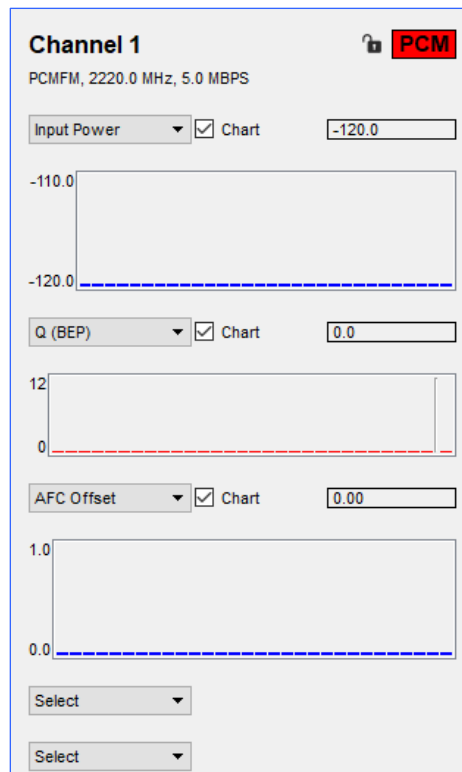 Channel 1 PCM
PCMFM, 2220.0 MHz, 5.0 MBPS
Input Power Chart -120.0
-110.0
-120.0
Q (BEP) Chart 0.0
12
0
AFC Offset Chart 0.00
1.0
0.0
Select
Select